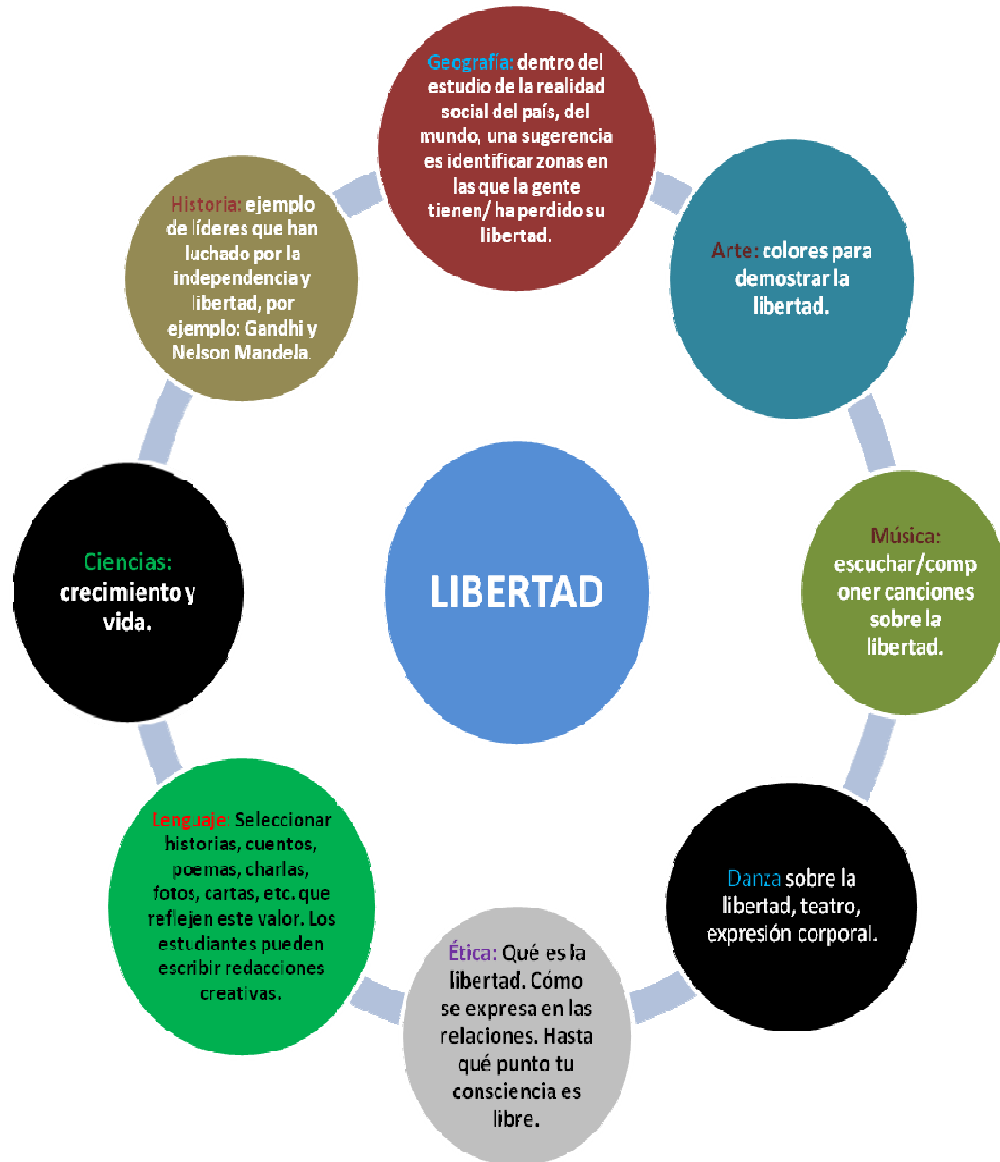 Geografía: dentro del
estudio de la realidad
social del país, del
mundo, una sugerencia
es identificar zonas en
las que la gente
tienen/ ha perdido su
libertad.
Arte: colores para
demostrar la
libertad.
Música:
escuchar/comp
oner canciones
sobre la
libertad.
Danza sobre la
libertad, teatro,
expresión corporal.
Ética: Qué es la
libertad. Cómo
se expresa en las
relaciones. Hasta
qué punto tu
consciencia es
libre.
Lenguaje: Seleccionar
historias, cuentos,
poemas, charlas,
fotos, cartas, etc. que
reflejen este valor. Los
estudiantes pueden
escribir redacciones
creativas.
Ciencias:
crecimiento y
vida.
Historia: ejemplo
de líderes que han
luchado por la
independencia y
libertad, por
ejemplo: Gandhi y
Nelson Mandela.
LIBERTAD